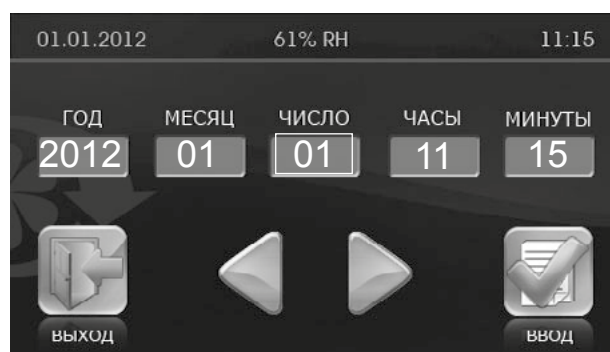 01.01.2012 61% RH 11:15
ГОД МЕСЯЦ ЧИСЛО ЧАСЫ МИНУТЫ
2012 01 01 11 15
ВЫХОД ВВОД